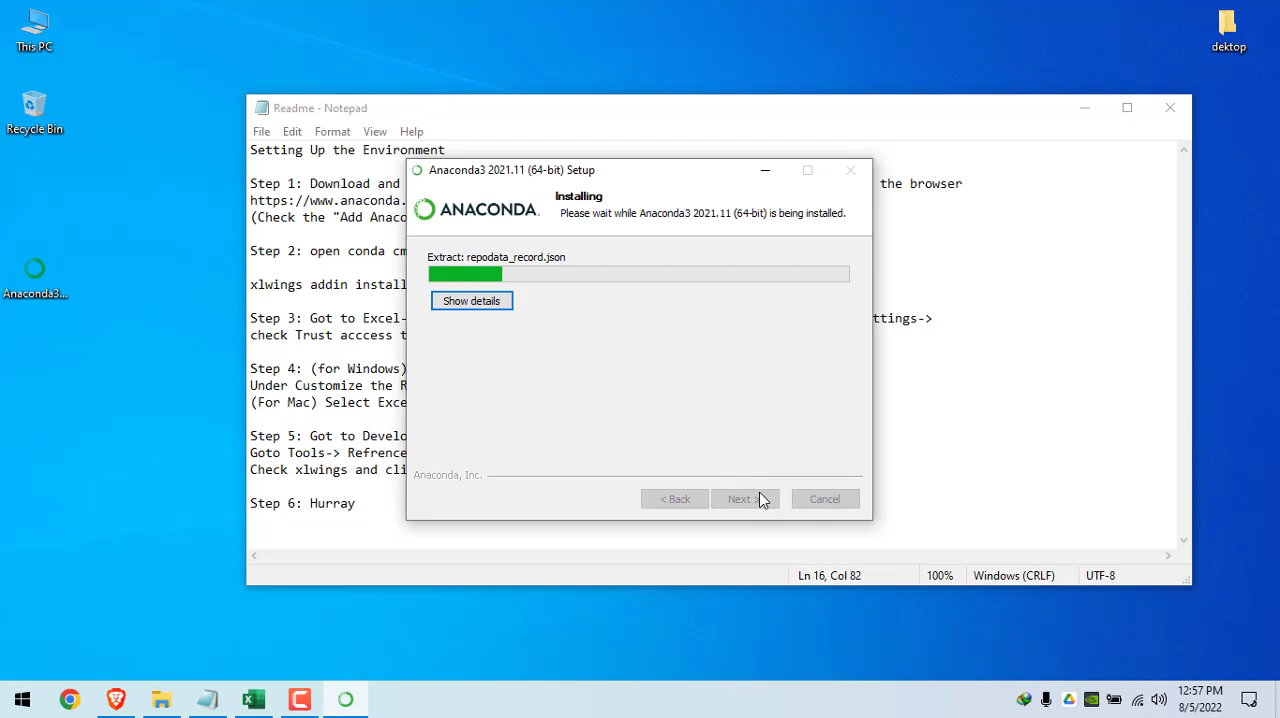 This PC
dektop
Recycle Bin
Anaconda3...
Readme - Notepad
File Edit Format View Help
Setting Up the Environment
Step 1: Download and
the browser
https://www.anaconda.
(Check the "Add Anaco
Step 2: open conda cm
xlwings addin install
Step 3: Got to Excel-
ttings->
check Trust acccess t
Step 4: (for Windows)
Under Customize the R
(For Mac) Select Exce
Step 5: Got to Develo
Goto Tools-> Refrence
Check xlwings and cli
Step 6: Hurray
Ln 16, Col 82
100%
Windows (CRLF)
UTF-8
Anaconda3 2021.11 (64-bit) Setup
ANACONDA.
Installing
Please wait while Anaconda3 2021.11 (64-bit) is being installed.
Extract: repodata_record.json
Show details
Anaconda, Inc.
< Back
Next >
Cancel
12:57 PM
8/5/2022